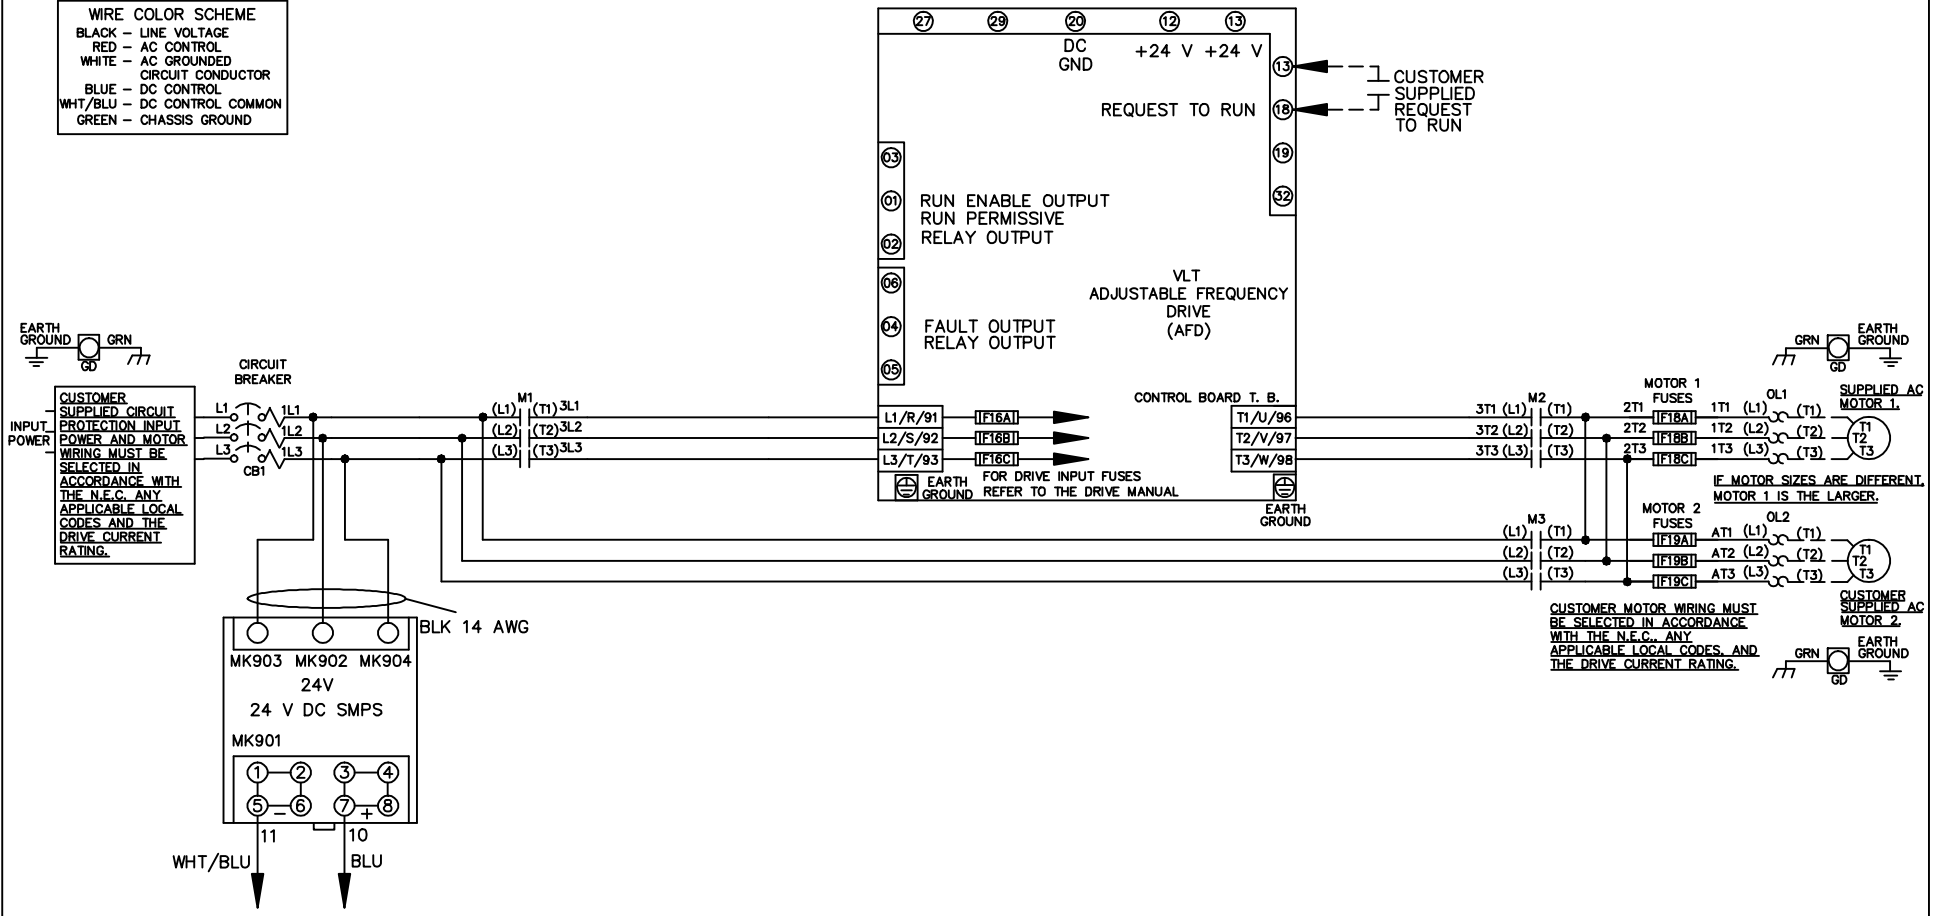 WIRE COLOR SCHEME
BLACK – LINE VOLTAGE
RED – AC CONTROL
WHITE – AC GROUNDED
CIRCUIT CONDUCTOR
BLUE – DC CONTROL
WHT/BLU – DC CONTROL COMMON
GREEN – CHASSIS GROUND
27 29 20 12 13
DC
GND
+24 V +24 V
13
REQUEST TO RUN 18
19
32
CUSTOMER
SUPPLIED
REQUEST
TO RUN
03
01
02
RUN ENABLE OUTPUT
RUN PERMISSIVE
RELAY OUTPUT
06
04
05
FAULT OUTPUT
RELAY OUTPUT
VLT
ADJUSTABLE FREQUENCY
DRIVE
(AFD)
CONTROL BOARD T. B.
L1/R/91 F16A
L2/S/92 F16B
L3/T/93 F16C
T1/U/96
T2/V/97
T3/W/98
EARTH
GROUND
FOR DRIVE INPUT FUSES
REFER TO THE DRIVE MANUAL
EARTH
GROUND
EARTH
GROUND
GRN
GD
INPUT
POWER
CUSTOMER
SUPPLIED CIRCUIT
PROTECTION INPUT
POWER AND MOTOR
WIRING MUST BE
SELECTED IN
ACCORDANCE WITH
THE N.E.C. ANY
APPLICABLE LOCAL
CODES AND THE
DRIVE CURRENT
RATING.
CIRCUIT
BREAKER
L1 1L1
L2 1L2
L3 1L3
CB1
M1
(L1) (T1) 3L1
(L2) (T2) 3L2
(L3) (T3) 3L3
BLK 14 AWG
MK903 MK902 MK904
24V
24 V DC SMPS
MK901
1 2 3 4
5 6 7 8
– +
11 10
WHT/BLU BLU
M2
3T1 (L1) (T1)
3T2 (L2) (T2)
3T3 (L3) (T3)
MOTOR 1
FUSES
2T1 F18A 1T1
2T2 F18B 1T2
2T3 F18C 1T3
OL1
(L1) (T1)
(L2) (T2)
(L3) (T3)
GRN
GD
EARTH
GROUND
SUPPLIED AC
MOTOR 1.
T1
T2
T3
IF MOTOR SIZES ARE DIFFERENT,
MOTOR 1 IS THE LARGER.
M3
(L1) (T1)
(L2) (T2)
(L3) (T3)
MOTOR 2
FUSES
F19A AT1
F19B AT2
F19C AT3
OL2
(L1) (T1)
(L2) (T2)
(L3) (T3)
T1
T2
T3
CUSTOMER
SUPPLIED AC
MOTOR 2.
CUSTOMER MOTOR WIRING MUST
BE SELECTED IN ACCORDANCE
WITH THE N.E.C., ANY
APPLICABLE LOCAL CODES, AND
THE DRIVE CURRENT RATING.
GRN
GD
EARTH
GROUND